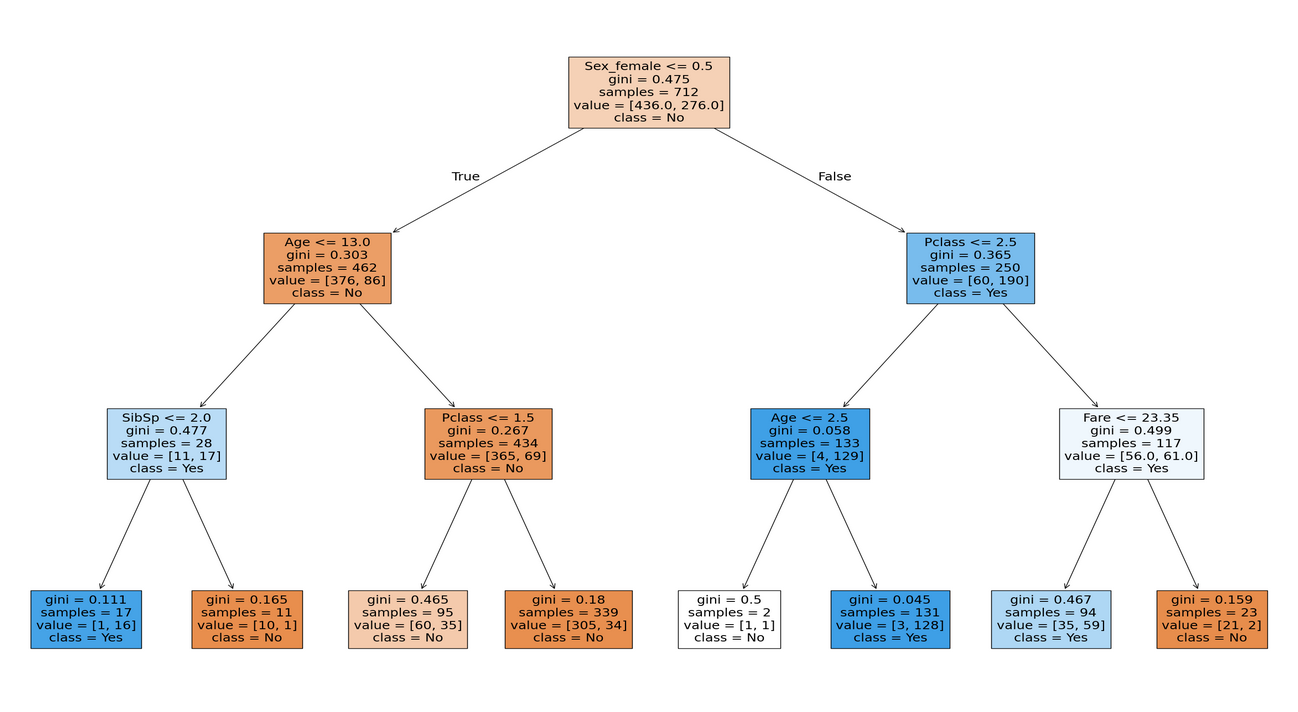 Sex_female <= 0.5
gini = 0.475
samples = 712
value = [436.0, 276.0]
class = No
True
False
Age <= 13.0
gini = 0.303
samples = 462
value = [376, 86]
class = No
Pclass <= 2.5
gini = 0.365
samples = 250
value = [60, 190]
class = Yes
SibSp <= 2.0
gini = 0.477
samples = 28
value = [11, 17]
class = Yes
Pclass <= 1.5
gini = 0.267
samples = 434
value = [365, 69]
class = No
Age <= 2.5
gini = 0.058
samples = 133
value = [4, 129]
class = Yes
Fare <= 23.35
gini = 0.499
samples = 117
value = [56.0, 61.0]
class = Yes
gini = 0.111
samples = 17
value = [1, 16]
class = Yes
gini = 0.165
samples = 11
value = [10, 1]
class = No
gini = 0.465
samples = 95
value = [60, 35]
class = No
gini = 0.18
samples = 339
value = [305, 34]
class = No
gini = 0.5
samples = 2
value = [1, 1]
class = No
gini = 0.045
samples = 131
value = [3, 128]
class = Yes
gini = 0.467
samples = 94
value = [35, 59]
class = Yes
gini = 0.159
samples = 23
value = [21, 2]
class = No